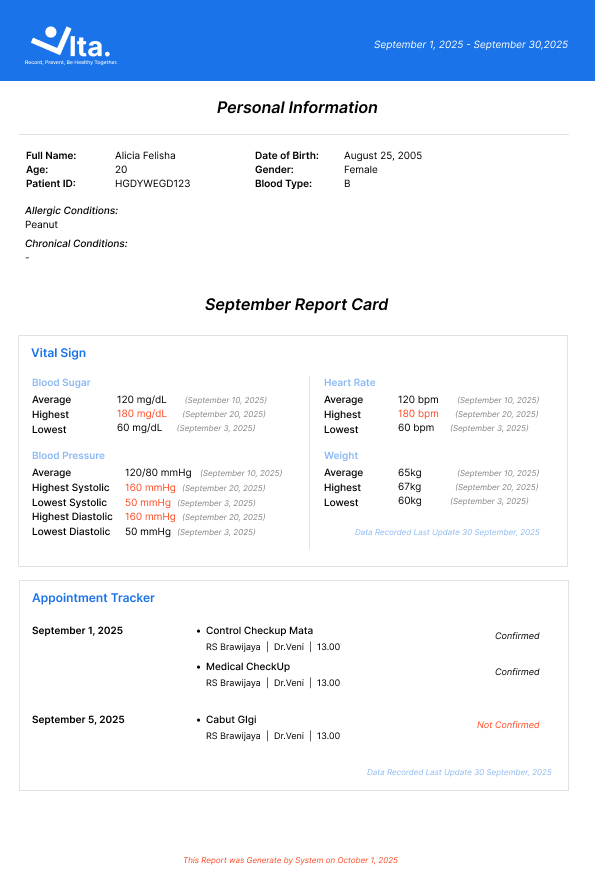 Vita.
Record, Prevent, Be Healthy Together
September 1, 2025 - September 30,2025
Personal Information
Full Name: Alicia Felisha Date of Birth: August 25, 2005
Age: 20 Gender: Female
Patient ID: HGDYWEGD123 Blood Type: B
Allergic Conditions:
Peanut
Chronical Conditions:
-
September Report Card
Vital Sign
Blood Sugar
Average 120 mg/dL (September 10, 2025)
Highest 180 mg/dL (September 20, 2025)
Lowest 60 mg/dL (September 3, 2025)
Blood Pressure
Average 120/80 mmHg (September 10, 2025)
Highest Systolic 160 mmHg (September 20, 2025)
Lowest Systolic 50 mmHg (September 3, 2025)
Highest Diastolic 160 mmHg (September 20, 2025)
Lowest Diastolic 50 mmHg (September 3, 2025)
Heart Rate
Average 120 bpm (September 10, 2025)
Highest 180 bpm (September 20, 2025)
Lowest 60 bpm (September 3, 2025)
Weight
Average 65kg (September 10, 2025)
Highest 67kg (September 20, 2025)
Lowest 60kg (September 3, 2025)
Data Recorded Last Update 30 September, 2025
Appointment Tracker
September 1, 2025 • Control Checkup Mata Confirmed
RS Brawijaya | Dr.Veni | 13.00
• Medical CheckUp Confirmed
RS Brawijaya | Dr.Veni | 13.00
September 5, 2025 • Cabut GIgi Not Confirmed
RS Brawijaya | Dr.Veni | 13.00
Data Recorded Last Update 30 September, 2025
This Report was Generate by System on October 1, 2025